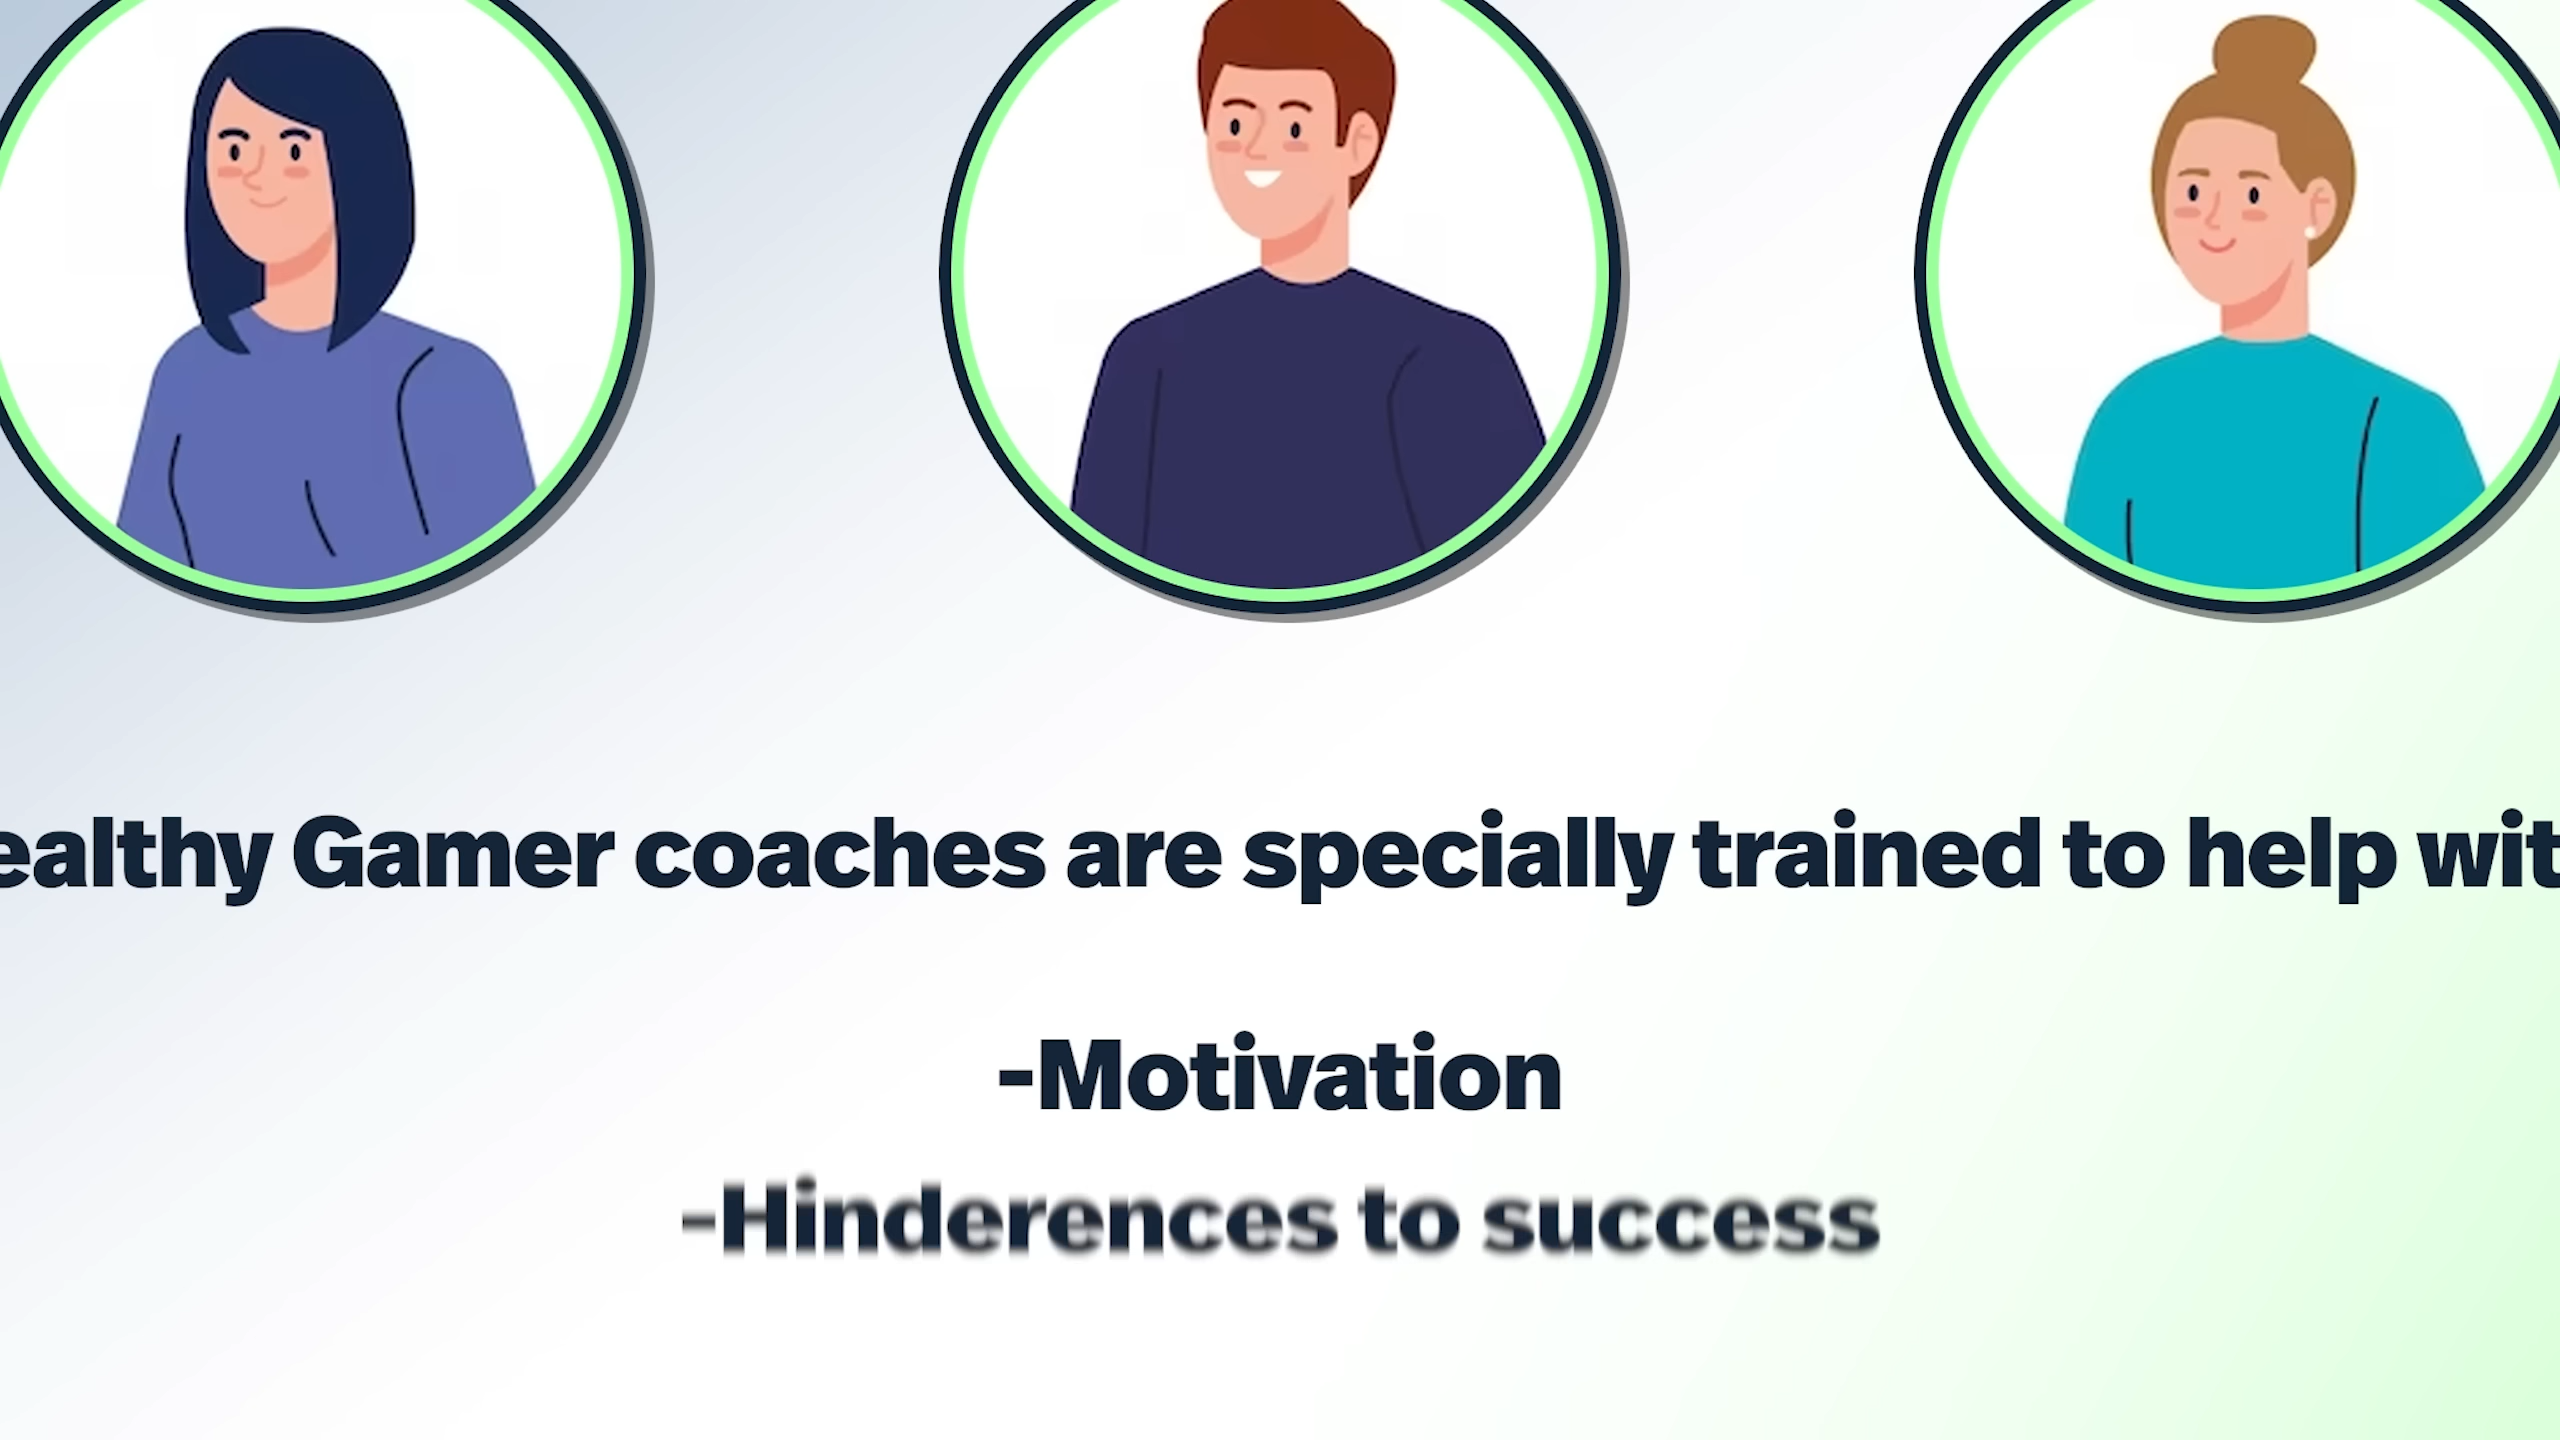 ealthy Gamer coaches are specially trained to help wit
-Motivation
-Hinderences to success